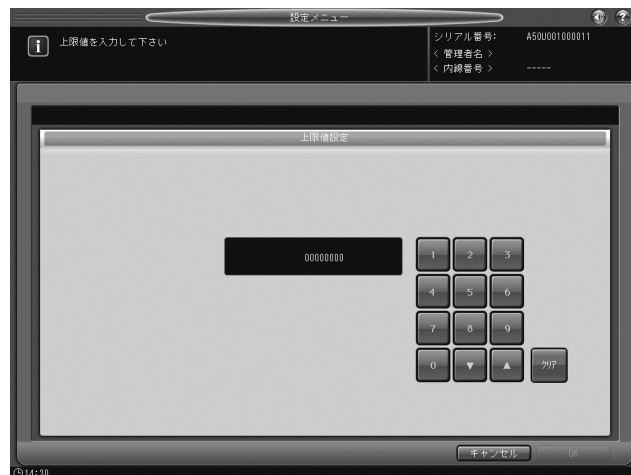 設定メニュー
上限値を入力して下さい
シリアル番号: A50U001000011
< 管理者名 >
< 内線番号 > -----
上限値設定
00000000
1 2 3
4 5 6
7 8 9
0 ▼ ▲ クリア
キャンセル OK
14:30